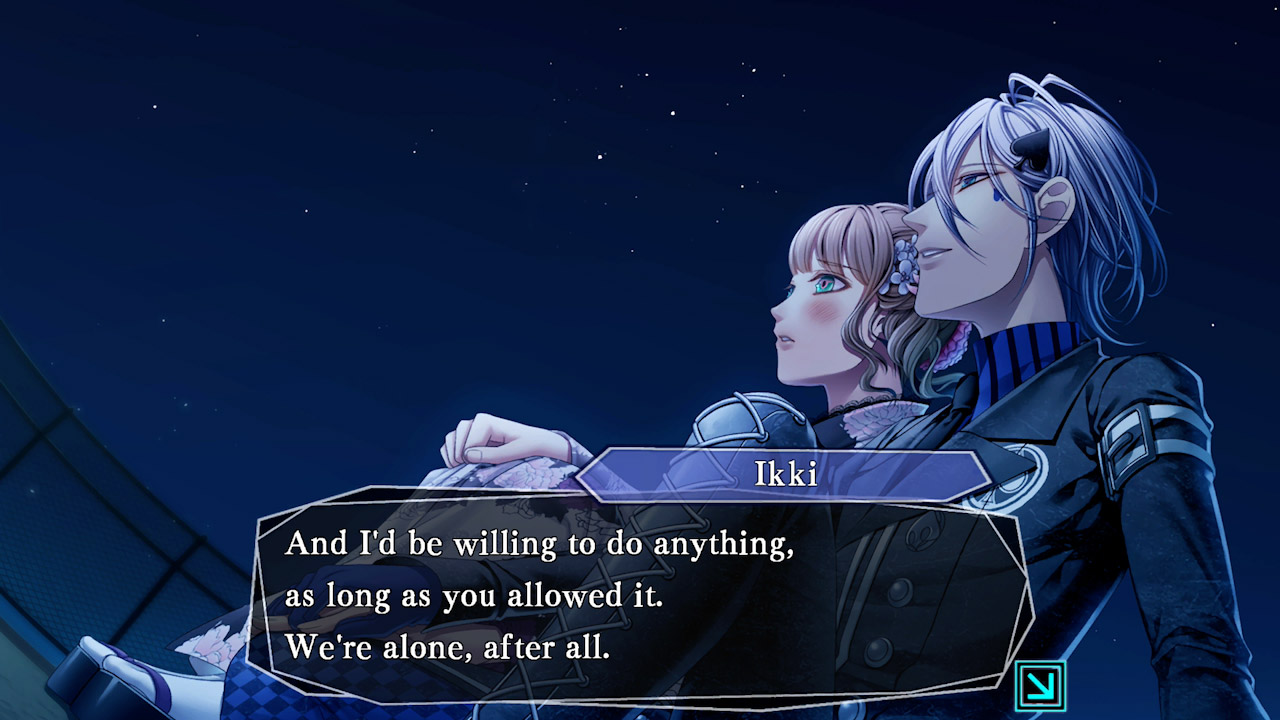 Ikki
And I'd be willing to do anything,
as long as you allowed it.
We're alone, after all.